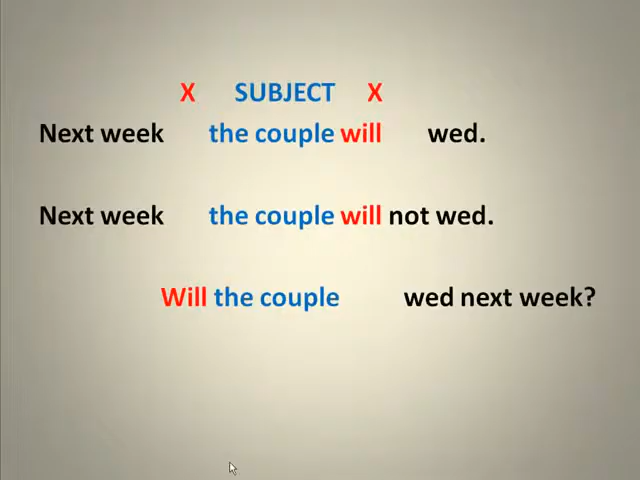 X SUBJECT X
Next week the couple will wed.
Next week the couple will not wed.
Will the couple wed next week?